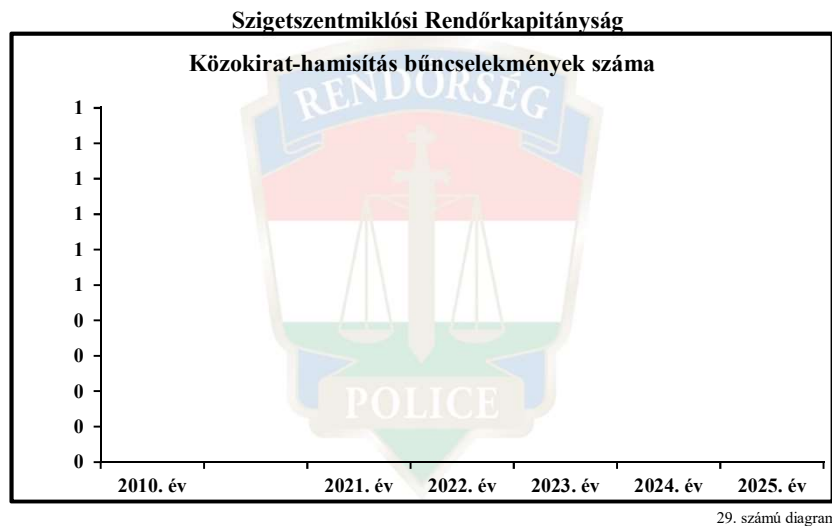 Szigetszentmiklósi Rendőrkapitányság
Közokirat-hamisítás bűncselekmények száma
RENDŐRSÉG
1
1
1
1
1
1
0
0
0
0
0
POLICE
2010. év 2021. év 2022. év 2023. év 2024. év 2025. év
29. számú diagram